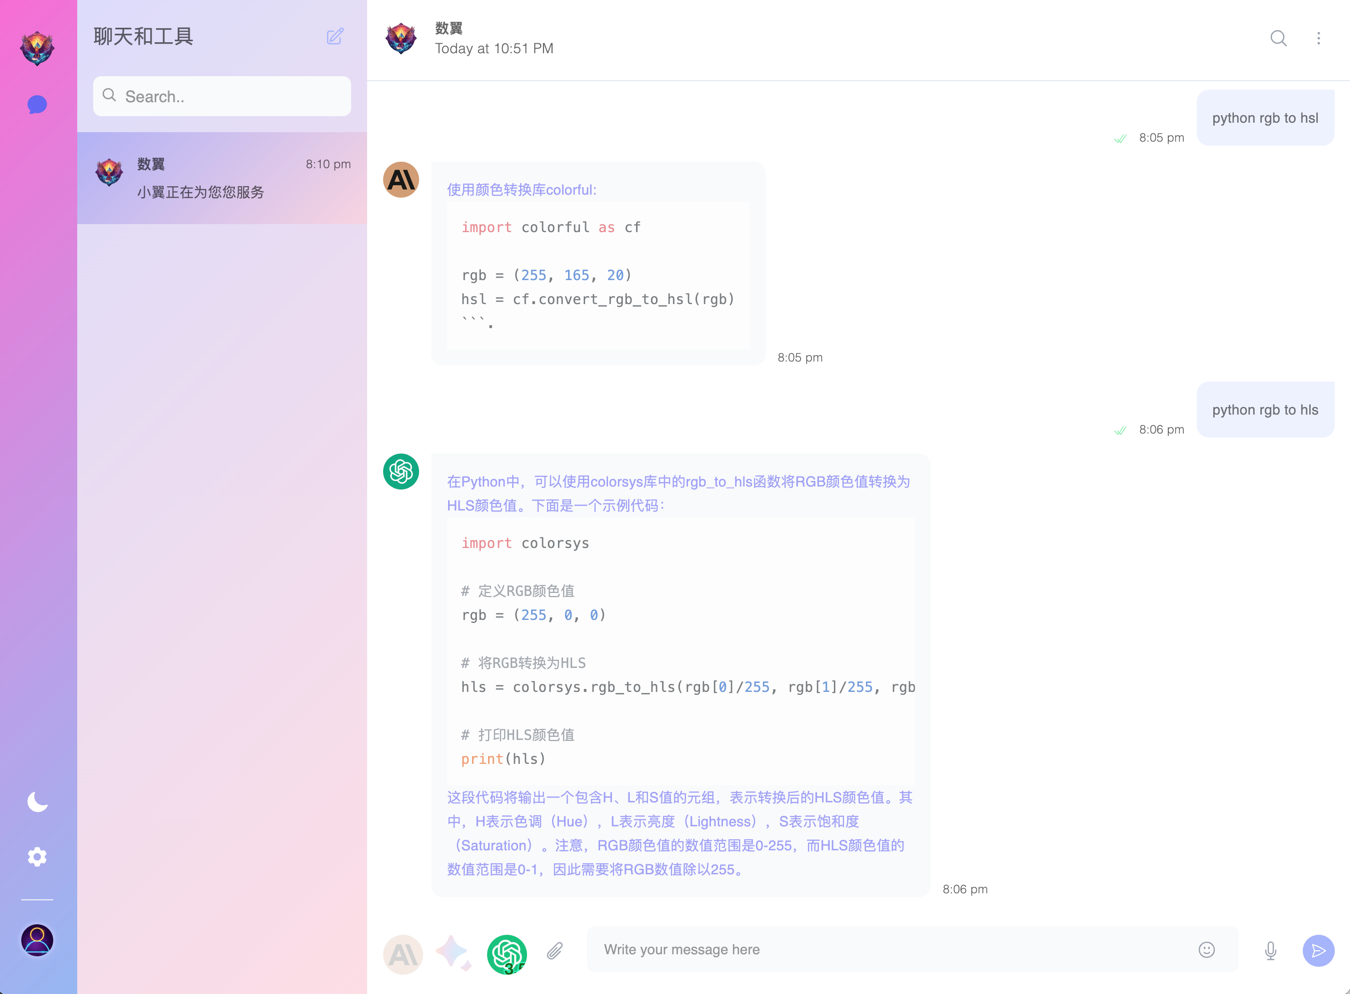 聊天和工具
Search..
数翼
8:10 pm
小翼正在为您您服务
数翼
Today at 10:51 PM
python rgb to hsl
8:05 pm
使用颜色转换库colorful:
import colorful as cf
rgb = (255, 165, 20)
hsl = cf.convert_rgb_to_hsl(rgb)
```.
8:05 pm
python rgb to hls
8:06 pm
在Python中，可以使用colorsys库中的rgb_to_hls函数将RGB颜色值转换为
HLS颜色值。下面是一个示例代码：
import colorsys
# 定义RGB颜色值
rgb = (255, 0, 0)
# 将RGB转换为HLS
hls = colorsys.rgb_to_hls(rgb[0]/255, rgb[1]/255, rgb
# 打印HLS颜色值
print(hls)
这段代码将输出一个包含H、L和S值的元组，表示转换后的HLS颜色值。其
中，H表示色调（Hue），L表示亮度（Lightness），S表示饱和度
（Saturation）。注意，RGB颜色值的数值范围是0-255，而HLS颜色值的
数值范围是0-1，因此需要将RGB数值除以255。
8:06 pm
3.5
Write your message here